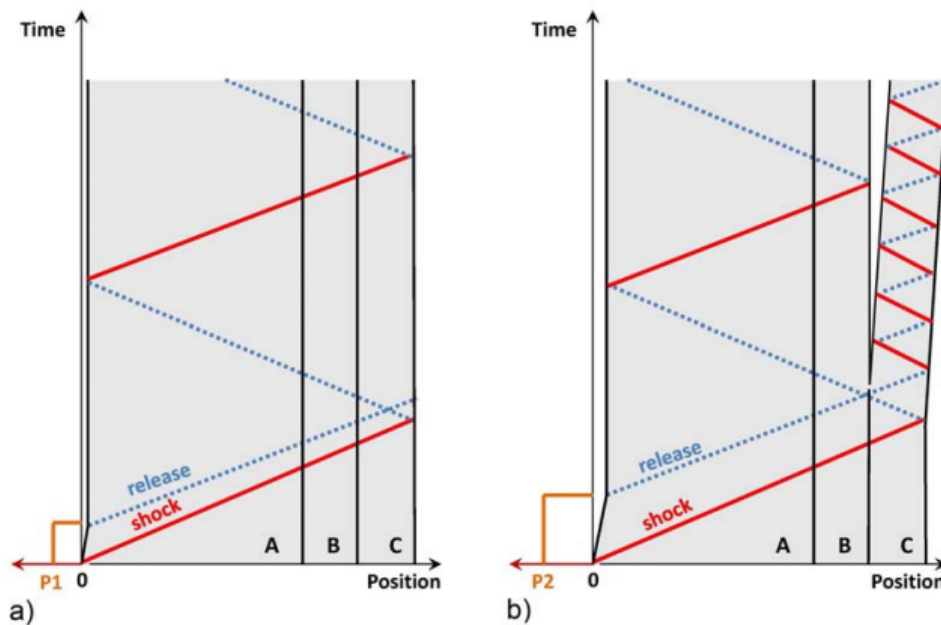 Time
release
shock
A B C
P1 0 Position
a)
Time
release
shock
A B C
P2 0 Position
b)